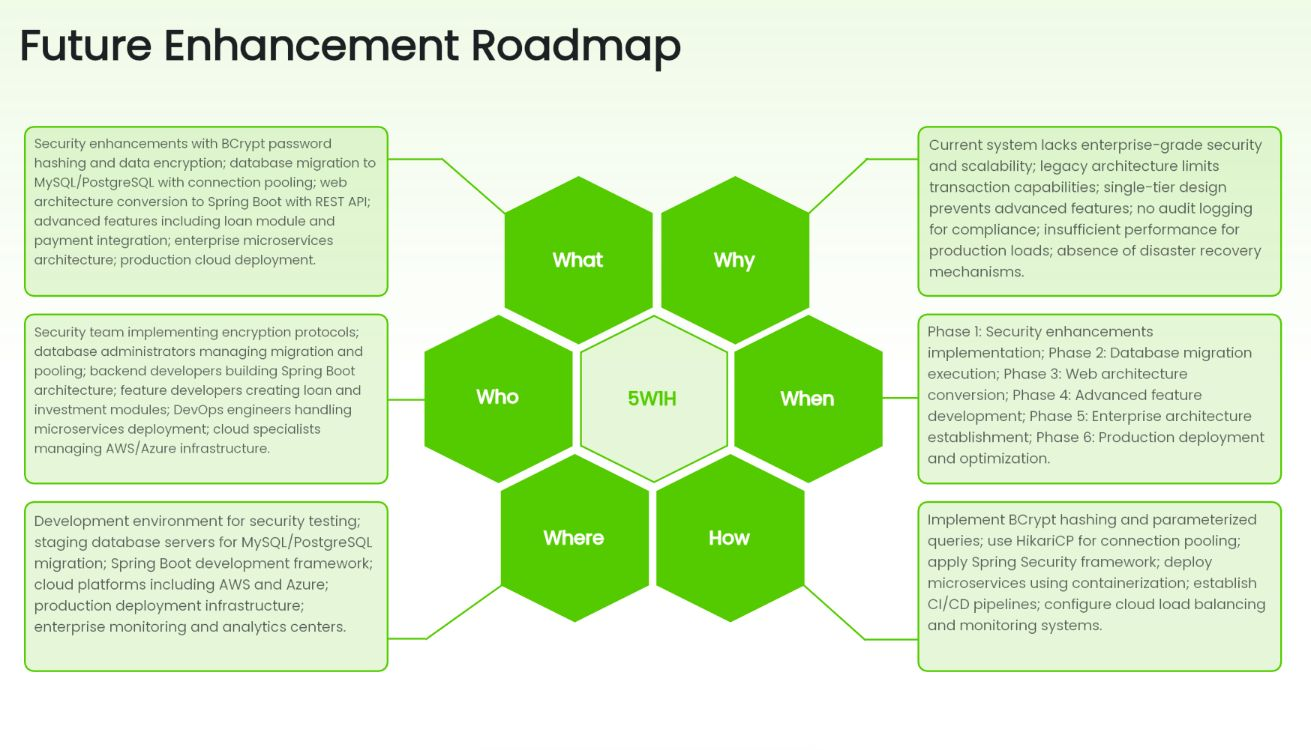 Future Enhancement Roadmap
Security enhancements with BCrypt password
hashing and data encryption; database migration to
MySQL/PostgreSQL with connection pooling; web
architecture conversion to Spring Boot with REST API;
advanced features including loan module and
payment integration; enterprise microservices
architecture; production cloud deployment.
What
Why
Current system lacks enterprise-grade security
and scalability; legacy architecture limits
transaction capabilities; single-tier design
prevents advanced features; no audit logging
for compliance; insufficient performance for
production loads; absence of disaster recovery
mechanisms.
Security team implementing encryption protocols;
database administrators managing migration and
pooling; backend developers building Spring Boot
architecture; feature developers creating loan and
investment modules; DevOps engineers handling
microservices deployment; cloud specialists
managing AWS/Azure infrastructure.
Who
5W1H
When
Phase 1: Security enhancements
implementation; Phase 2: Database migration
execution; Phase 3: Web architecture
conversion; Phase 4: Advanced feature
development; Phase 5: Enterprise architecture
establishment; Phase 6: Production deployment
and optimization.
Development environment for security testing;
staging database servers for MySQL/PostgreSQL
migration; Spring Boot development framework;
cloud platforms including AWS and Azure;
production deployment infrastructure;
enterprise monitoring and analytics centers.
Where
How
Implement BCrypt hashing and parameterized
queries; use HikariCP for connection pooling;
apply Spring Security framework; deploy
microservices using containerization; establish
CI/CD pipelines; configure cloud load balancing
and monitoring systems.